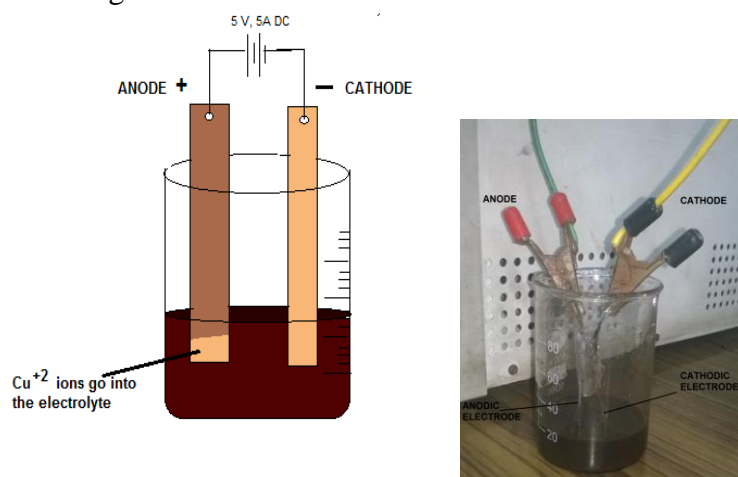 5 V, 5A DC
ANODE +
− CATHODE
Cu+2 ions go into
the electrolyte
ANODE
CATHODE
80
60
40
20
ANODIC
ELECTRODE
CATHODIC
ELECTRODE